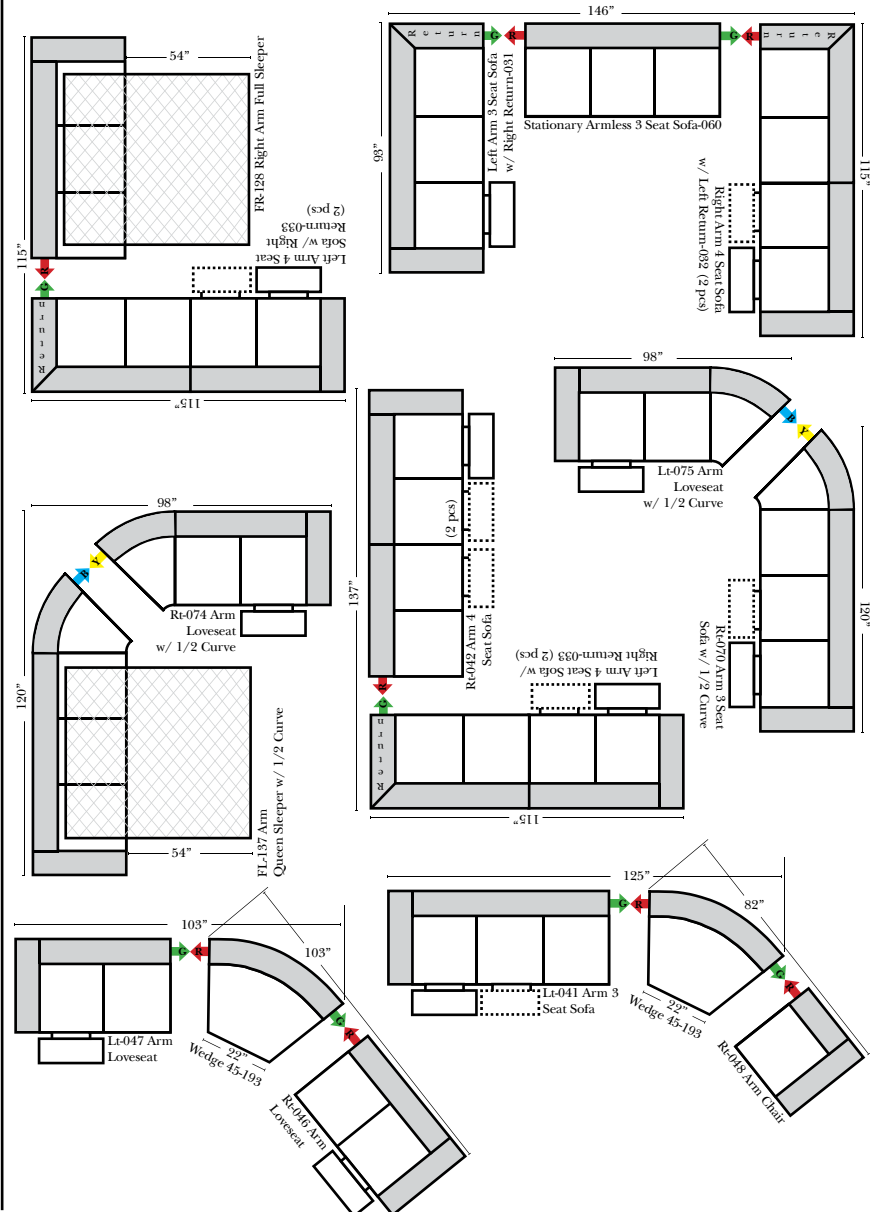 54”
FR-128 Right Arm Full Sleeper
115”
R
G
Return
Left Arm 4 Seat
Sofa w/ Right
Return-033
(2 pcs)
115”
146”
Return
G
R
G
R
Return
93”
Left Arm 3 Seat Sofa
w/ Right Return-031
Stationary Armless 3 Seat Sofa-060
Right Arm 4 Seat Sofa
w/ Left Return-032 (2 pcs)
115”
98”
B
Y
Rt-074 Arm
Loveseat
w/ 1/2 Curve
120”
54”
FL-137 Arm
Queen Sleeper w/ 1/2 Curve
137”
(2 pcs)
Rt-042 Arm 4
Seat Sofa
R
G
Return
Left Arm 4 Seat Sofa w/
Right Return-033 (2 pcs)
115”
98”
B
Y
Lt-075 Arm
Loveseat
w/ 1/2 Curve
Rt-070 Arm 3 Seat
Sofa w/ 1/2 Curve
120”
103”
G
R
103”
Lt-047 Arm
Loveseat
22”
Wedge 45-193
G
R
Rt-046 Arm
Loveseat
125”
G
R
82”
Lt-041 Arm 3
Seat Sofa
22”
Wedge 45-193
G
R
Rt-048 Arm Chair